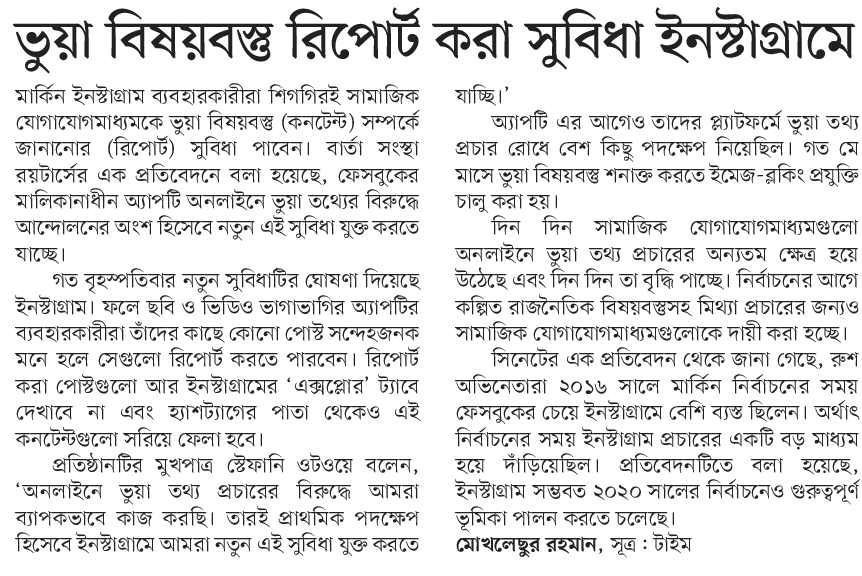 ভুয়া বিষয়বস্তু রিপোর্ট করা সুবিধা ইনস্টাগ্রামে
মার্কিন ইনস্টাগ্রাম ব্যবহারকারীরা শিগগিরই সামাজিক
যোগাযোগমাধ্যমকে ভুয়া বিষয়বস্তু (কনটেন্ট) সম্পর্কে
জানানোর (রিপোর্ট) সুবিধা পাবেন। বার্তা সংস্থা
রয়টার্সের এক প্রতিবেদনে বলা হয়েছে, ফেসবুকের
মালিকানাধীন অ্যাপটি অনলাইনে ভুয়া তথ্যের বিরুদ্ধে
আন্দোলনের অংশ হিসেবে নতুন এই সুবিধা যুক্ত করতে
যাচ্ছে।
গত বৃহস্পতিবার নতুন সুবিধাটির ঘোষণা দিয়েছে
ইনস্টাগ্রাম। ফলে ছবি ও ভিডিও ভাগাভাগির অ্যাপটির
ব্যবহারকারীরা তাঁদের কাছে কোনো পোস্ট সন্দেহজনক
মনে হলে সেগুলো রিপোর্ট করতে পারবেন। রিপোর্ট
করা পোস্টগুলো আর ইনস্টাগ্রামের ‘এক্সপ্লোর’ ট্যাবে
দেখাবে না এবং হ্যাশট্যাগের পাতা থেকেও এই
কনটেন্টগুলো সরিয়ে ফেলা হবে।
প্রতিষ্ঠানটির মুখপাত্র স্টেফানি ওটওয়ে বলেন,
‘অনলাইনে ভুয়া তথ্য প্রচারের বিরুদ্ধে আমরা
ব্যাপকভাবে কাজ করছি। তারই প্রাথমিক পদক্ষেপ
হিসেবে ইনস্টাগ্রামে আমরা নতুন এই সুবিধা যুক্ত করতে
যাচ্ছি।’
অ্যাপটি এর আগেও তাদের প্ল্যাটফর্মে ভুয়া তথ্য
প্রচার রোধে বেশ কিছু পদক্ষেপ নিয়েছিল। গত মে
মাসে ভুয়া বিষয়বস্তু শনাক্ত করতে ইমেজ-ব্লকিং প্রযুক্তি
চালু করা হয়।
দিন দিন সামাজিক যোগাযোগমাধ্যমগুলো
অনলাইনে ভুয়া তথ্য প্রচারের অন্যতম ক্ষেত্র হয়ে
উঠেছে এবং দিন দিন তা বৃদ্ধি পাচ্ছে। নির্বাচনের আগে
কল্পিত রাজনৈতিক বিষয়বস্তুসহ মিথ্যা প্রচারের জন্যও
সামাজিক যোগাযোগমাধ্যমগুলোকে দায়ী করা হচ্ছে।
সিনেটের এক প্রতিবেদন থেকে জানা গেছে, রুশ
অভিনেতারা ২০১৬ সালে মার্কিন নির্বাচনের সময়
ফেসবুকের চেয়ে ইনস্টাগ্রামে বেশি ব্যস্ত ছিলেন। অর্থাৎ
নির্বাচনের সময় ইনস্টাগ্রাম প্রচারের একটি বড় মাধ্যম
হয়ে দাঁড়িয়েছিল। প্রতিবেদনটিতে বলা হয়েছে,
ইনস্টাগ্রাম সম্ভবত ২০২০ সালের নির্বাচনেও গুরুত্বপূর্ণ
ভূমিকা পালন করতে চলেছে।
মোখলেছুর রহমান, সূত্র : টাইম